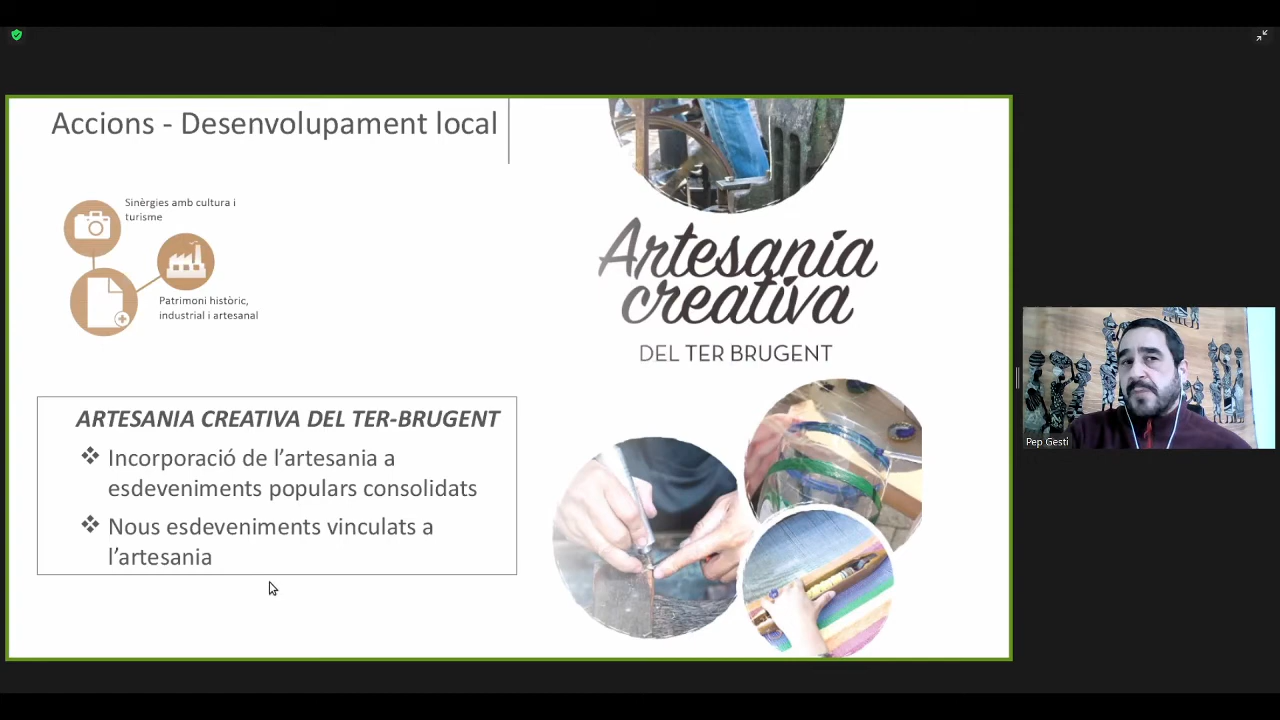 Accions - Desenvolupament local
Sinèrgies amb cultura i
turisme
Patrimoni històric,
industrial i artesanal
Artesania
creativa
DEL TER BRUGENT
ARTESANIA CREATIVA DEL TER-BRUGENT
❖ Incorporació de l’artesania a
esdeveniments populars consolidats
❖ Nous esdeveniments vinculats a
l’artesania
Pep Gesti